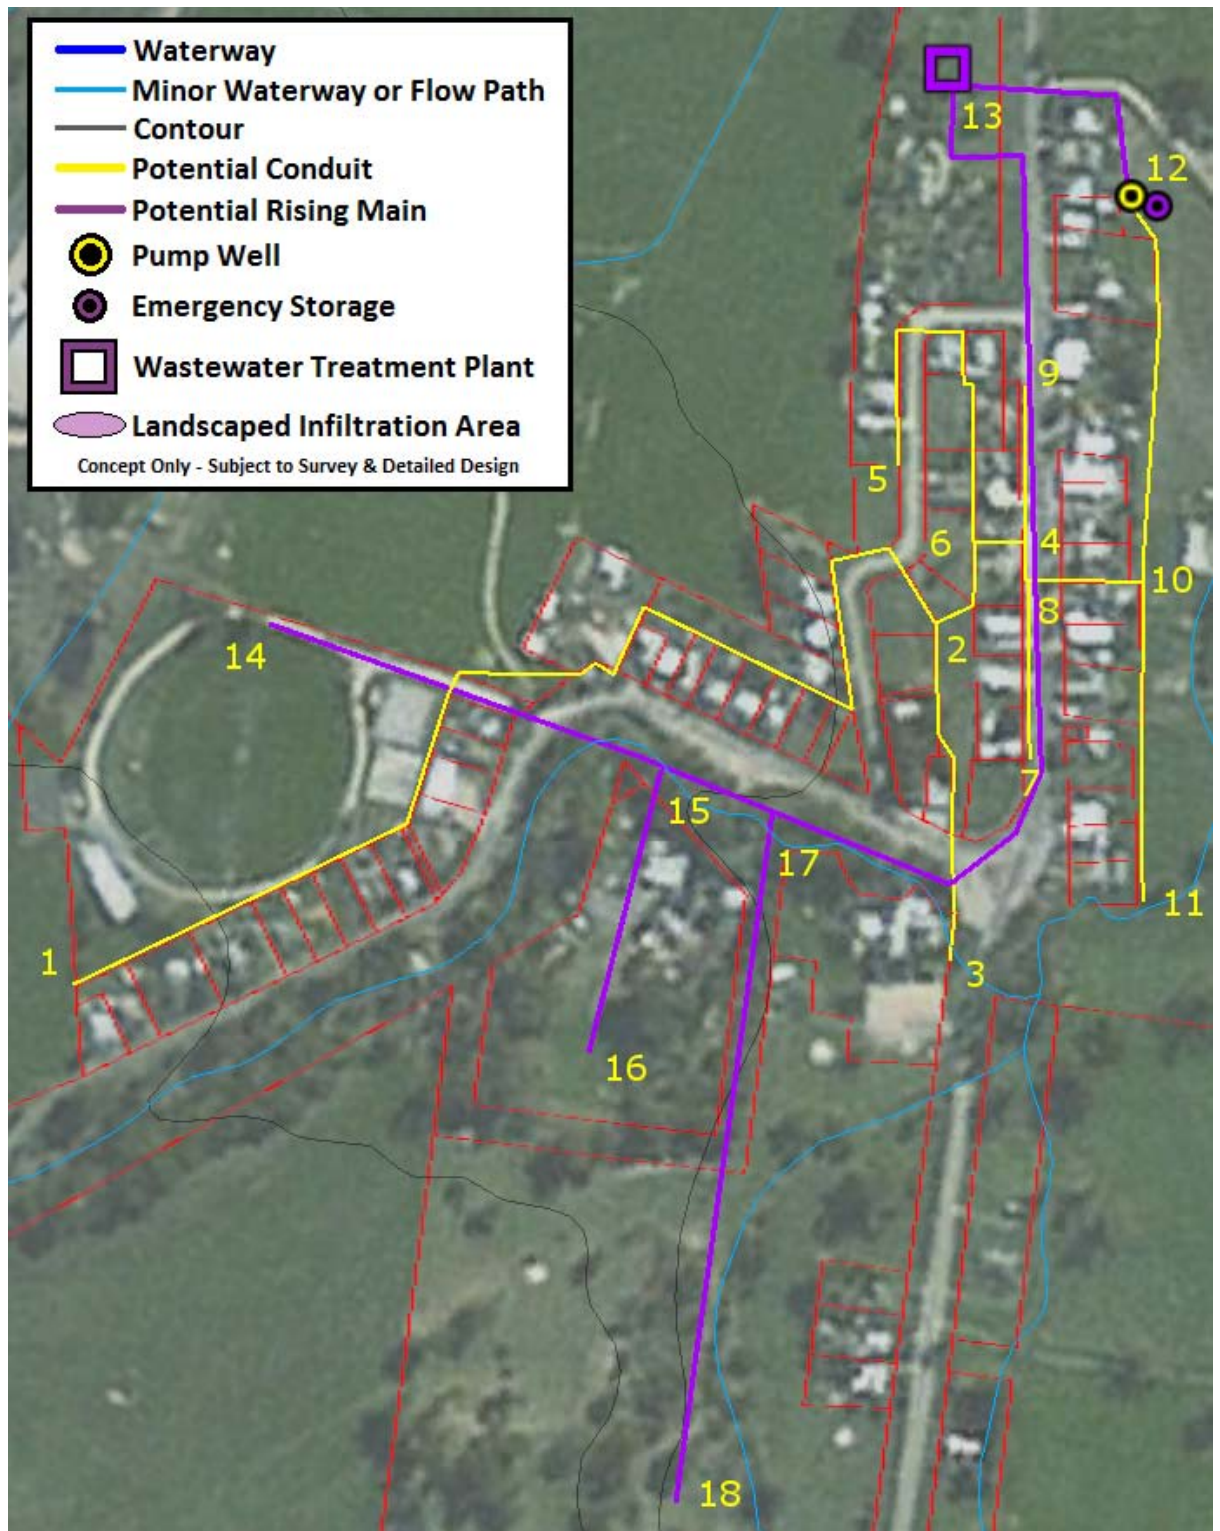 Waterway
Minor Waterway or Flow Path
Contour
Potential Conduit
Potential Rising Main
Pump Well
Emergency Storage
Wastewater Treatment Plant
Landscaped Infiltration Area
Concept Only - Subject to Survey & Detailed Design
13
12
9
5
6
4
10
8
2
14
7
15
17
11
1
3
16
18